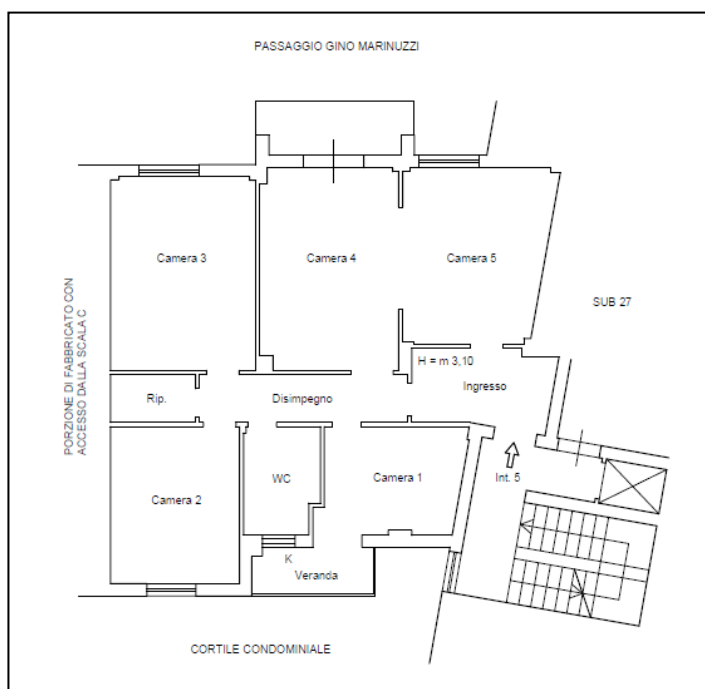 PASSAGGIO GINO MARINUZZI
Camera 3
Camera 4
Camera 5
SUB 27
PORZIONE DI FABBRICATO CON
ACCESSO DALLA SCALA C
H = m 3,10
Ingresso
Rip.
Disimpegno
Camera 2
WC
Camera 1
Int. 5
K
Veranda
CORTILE CONDOMINIALE